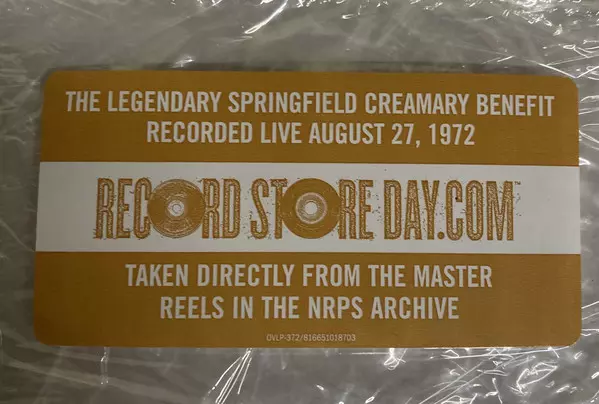 THE LEGENDARY SPRINGFIELD CREAMARY BENEFIT
RECORDED LIVE AUGUST 27, 1972
RECORD STORE DAY.COM™
TAKEN DIRECTLY FROM THE MASTER
REELS IN THE NRPS ARCHIVE
OVLP-372/816651018703